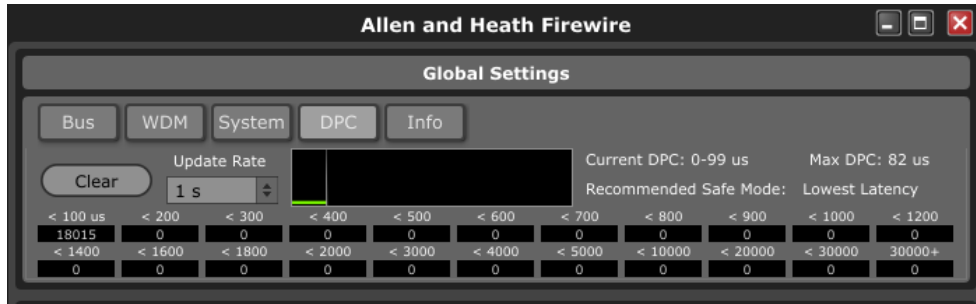 Allen and Heath Firewire
Global Settings
Bus WDM System DPC Info
Clear
Update Rate
1 s
Current DPC: 0-99 us Max DPC: 82 us
Recommended Safe Mode: Lowest Latency
< 100 us < 200 < 300 < 400 < 500 < 600 < 700 < 800 < 900 < 1000 < 1200
18015 0 0 0 0 0 0 0 0 0 0
< 1400 < 1600 < 1800 < 2000 < 3000 < 4000 < 5000 < 10000 < 20000 < 30000 30000+
0 0 0 0 0 0 0 0 0 0 0